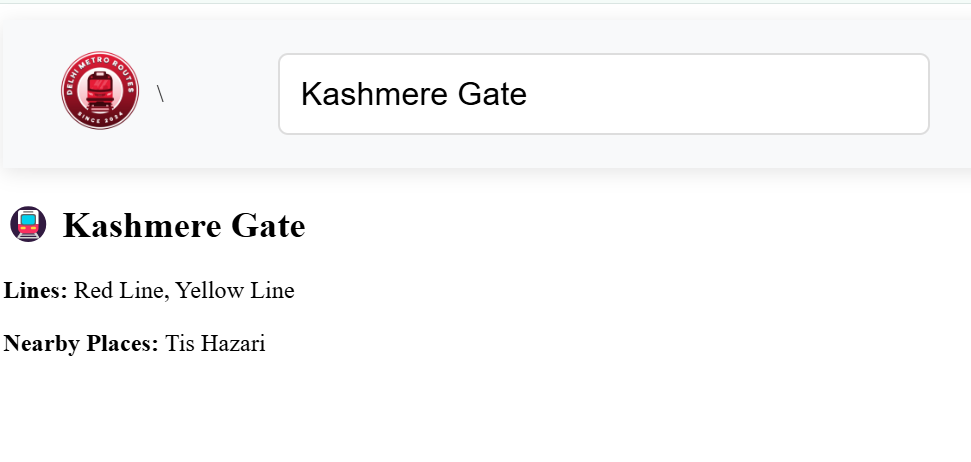 DELHI METRO ROUTES
SINCE 2024
\
Kashmere Gate
Kashmere Gate
Lines: Red Line, Yellow Line
Nearby Places: Tis Hazari